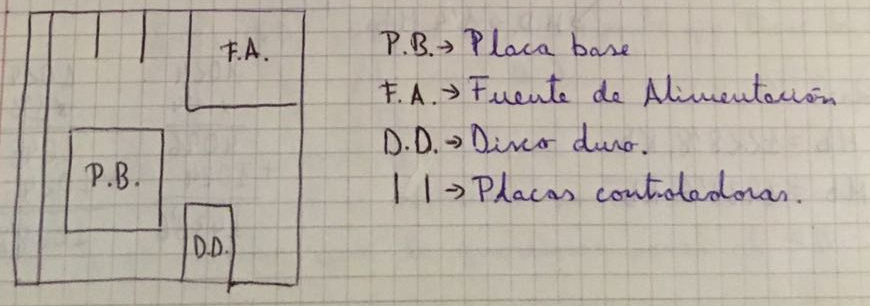 F.A.
P.B.
D.D.
P.B.→ Placa base
F.A.→ Fuente de Alimentación
D.D.→ Disco duro.
| |→ Placas controladoras.